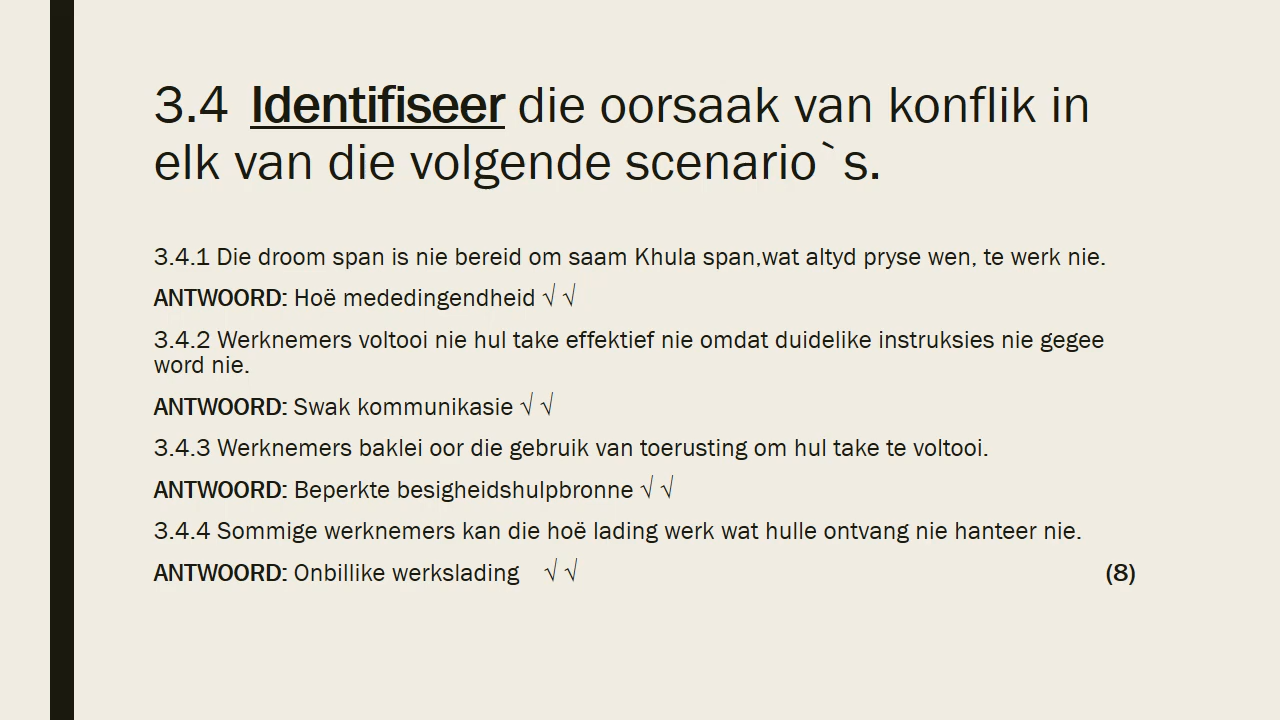 3.4 Identifiseer die oorsaak van konflik in
elk van die volgende scenario`s.
3.4.1 Die droom span is nie bereid om saam Khula span,wat altyd pryse wen, te werk nie.
ANTWOORD: Hoë mededingendheid √ √
3.4.2 Werknemers voltooi nie hul take effektief nie omdat duidelike instruksies nie gegee
word nie.
ANTWOORD: Swak kommunikasie √ √
3.4.3 Werknemers baklei oor die gebruik van toerusting om hul take te voltooi.
ANTWOORD: Beperkte besigheidshulpbronne √ √
3.4.4 Sommige werknemers kan die hoë lading werk wat hulle ontvang nie hanteer nie.
ANTWOORD: Onbillike werkslading √ √ (8)